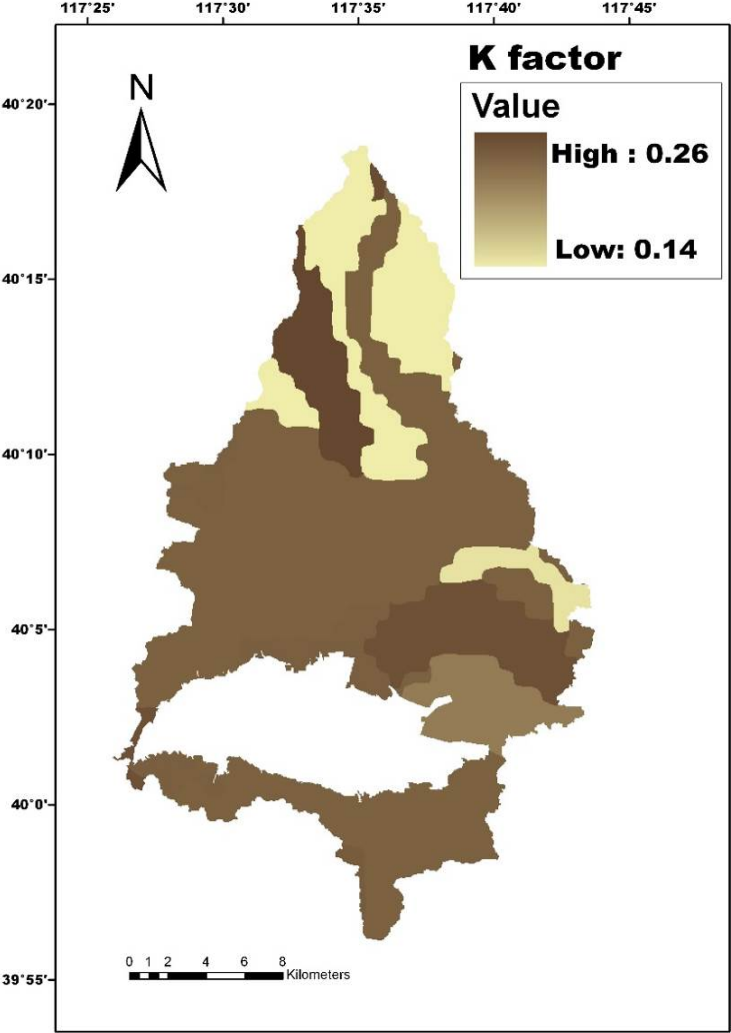 117°25′ 117°30′ 117°35′ 117°40′ 117°45′
K factor
N
Value
40°20′
High : 0.26
Low: 0.14
40°15′
40°10′
40°5′
40°0′
39°55′
0 1 2 4 6 8
Kilometers